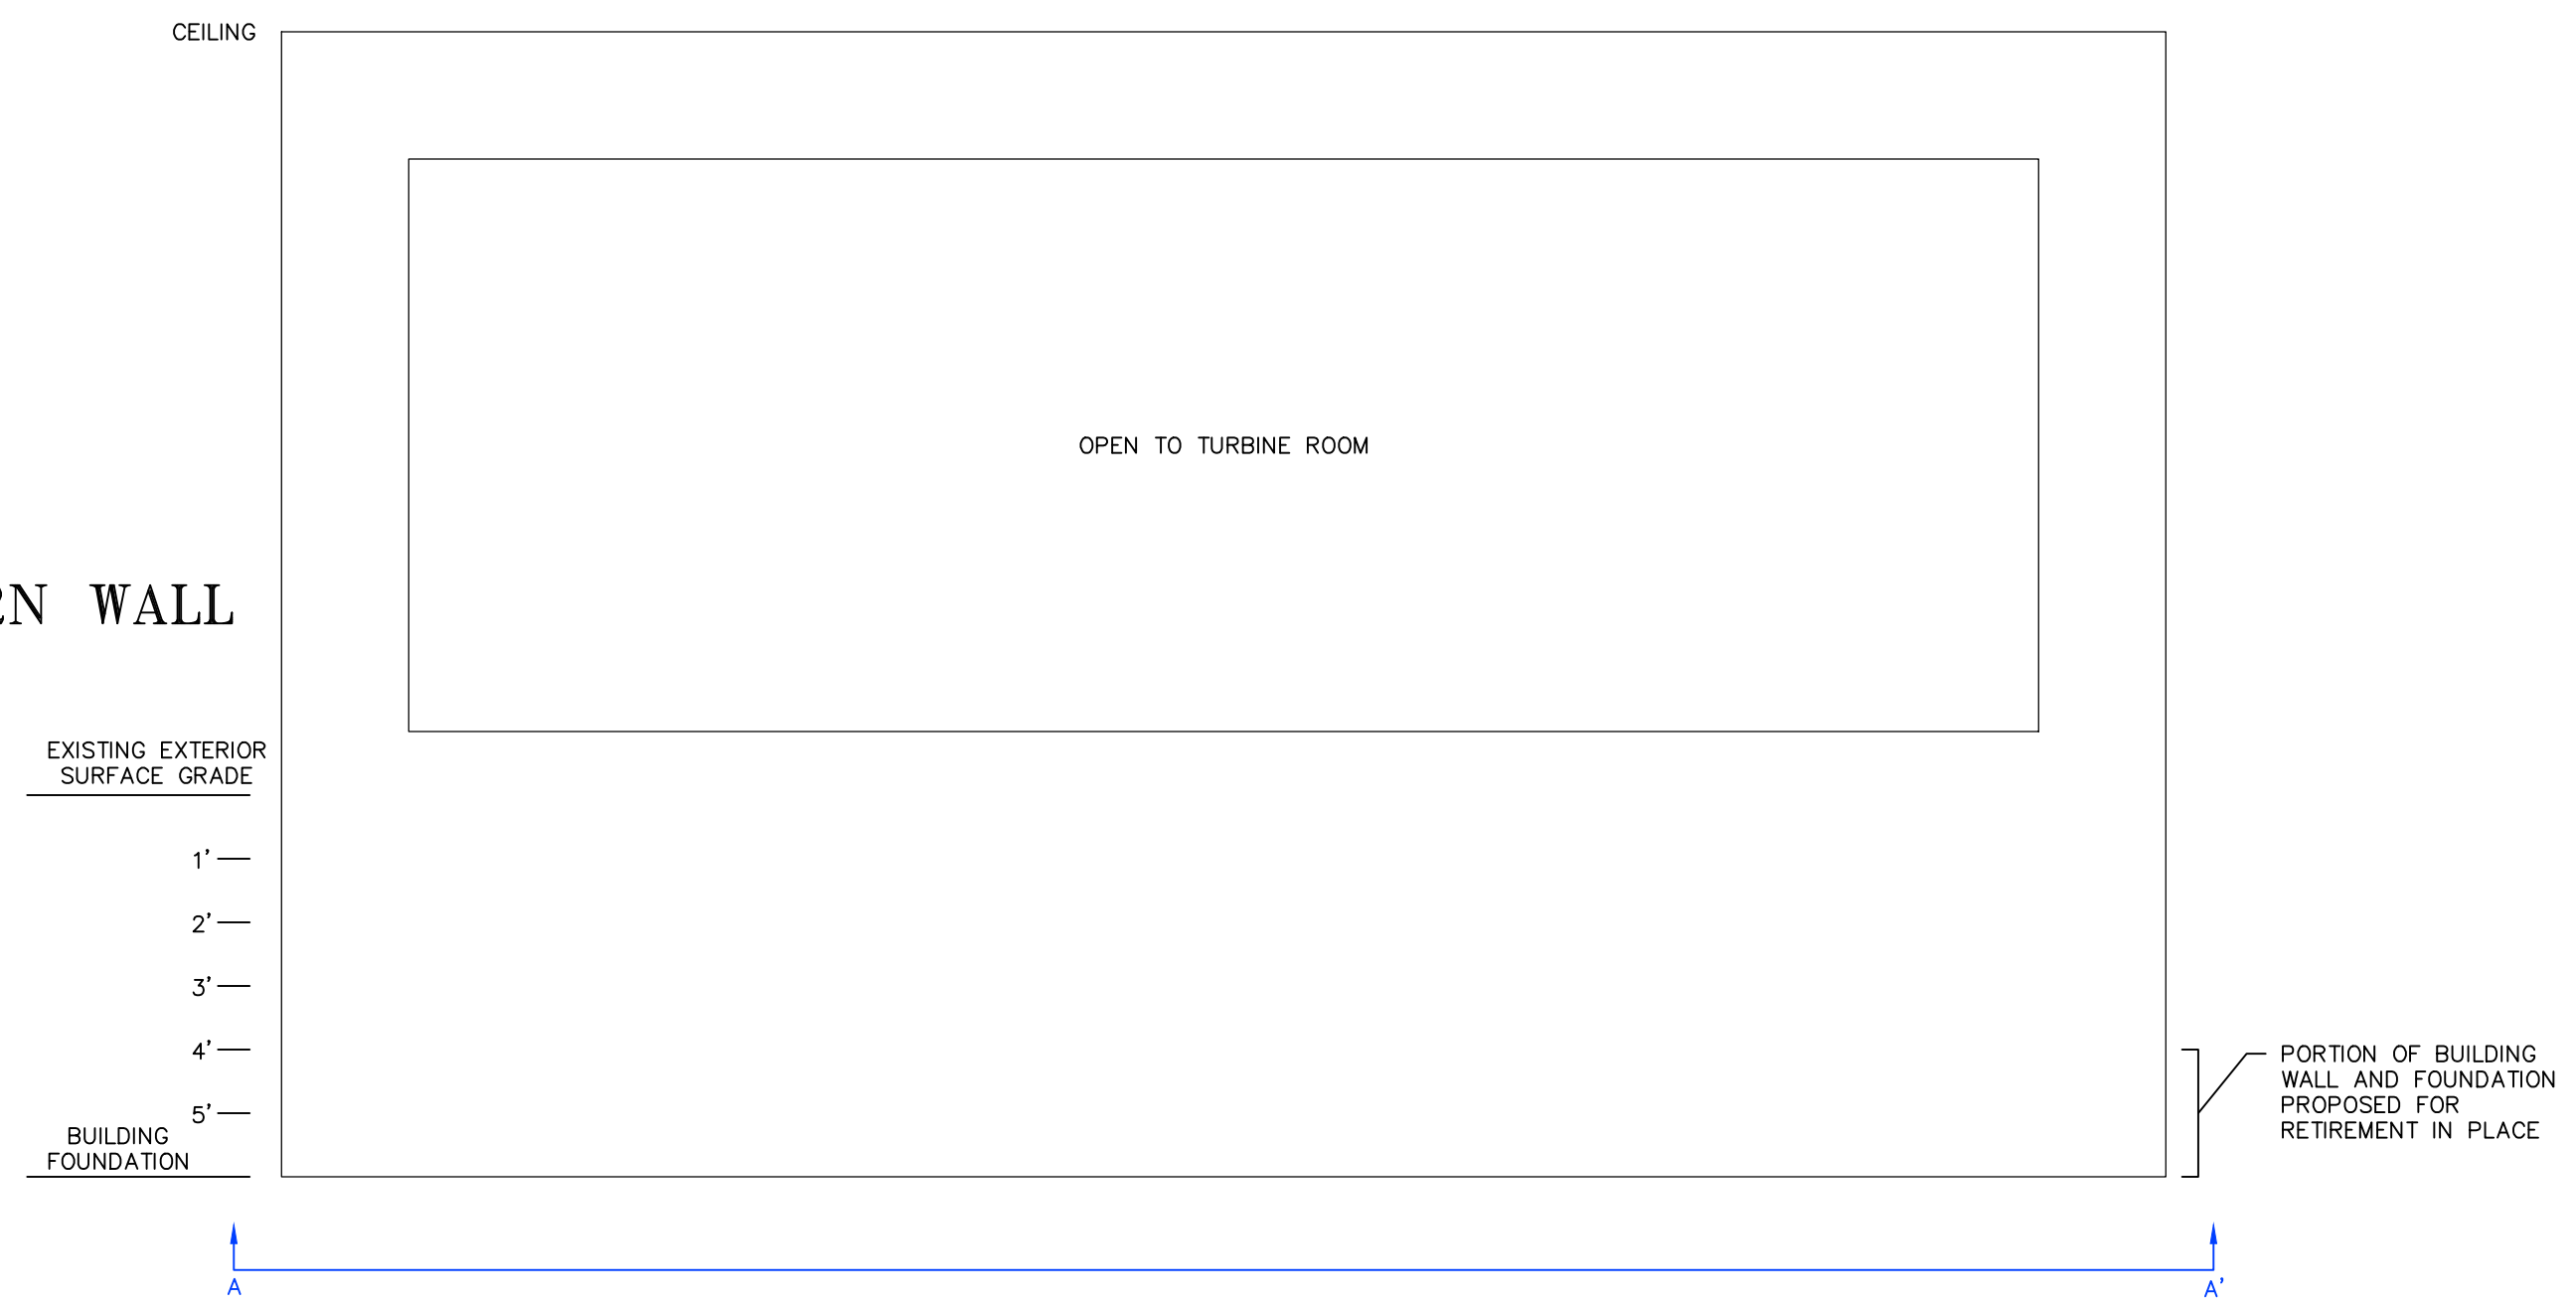 CEILING
OPEN TO TURBINE ROOM
WALL
EXISTING EXTERIOR
SURFACE GRADE
1'
2'
3'
4'
5'
BUILDING
FOUNDATION
PORTION OF BUILDING
WALL AND FOUNDATION
PROPOSED FOR
RETIREMENT IN PLACE
A
A'